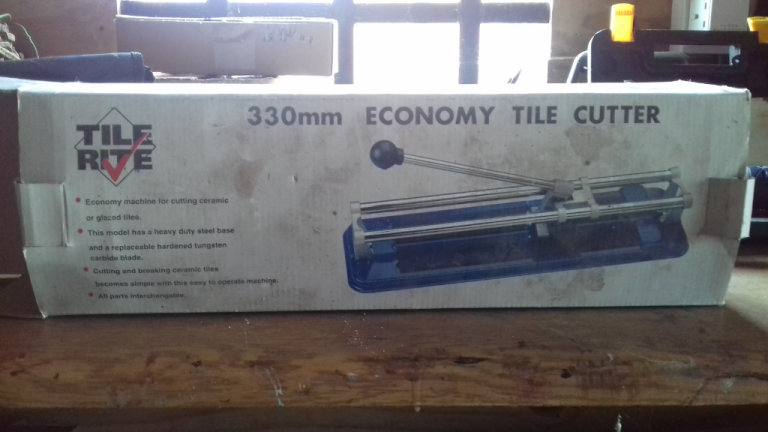 330mm ECONOMY TILE CUTTER
TILE
RITE
Economy machine for cutting ceramic
or glazed tiles.
This model has a heavy duty steel base
and a replaceable hardened tungsten
carbide blade.
Cutting and breaking ceramic tiles
becomes simple with this easy to operate machine.
All parts interchangable.